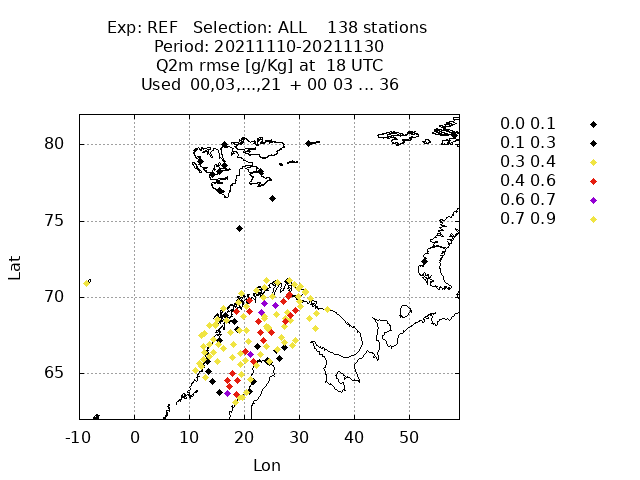 Exp: REF Selection: ALL 138 stations
Period: 20211110-20211130
Q2m rmse [g/Kg] at 18 UTC
Used 00,03,...,21 + 00 03 ... 36
0.0 0.1
0.1 0.3
0.3 0.4
0.4 0.6
0.6 0.7
0.7 0.9
80
75
70
65
Lat
-10 0 10 20 30 40 50
Lon